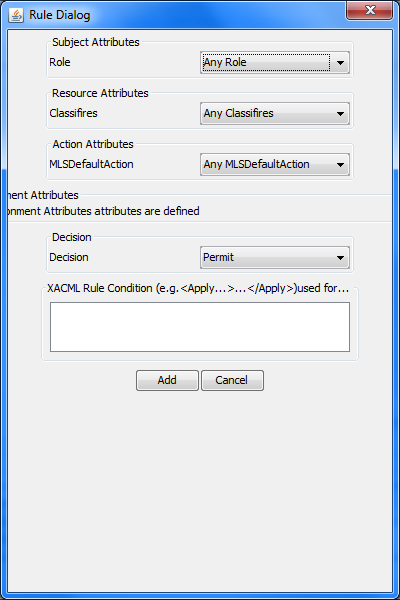 Rule Dialog
Subject Attributes
Role Any Role
Resource Attributes
Classifires Any Classifires
Action Attributes
MLSDefaultAction Any MLSDefaultAction
ment Attributes
onment Attributes attributes are defined
Decision
Decision Permit
XACML Rule Condition (e.g.<Apply...>...</Apply>)used for...
Add Cancel